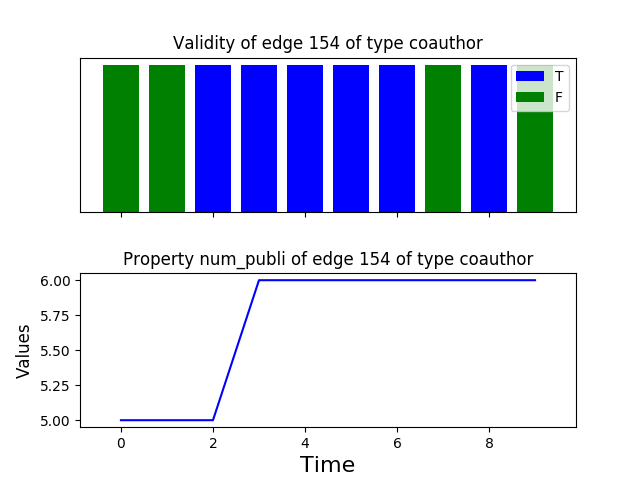 Validity of edge 154 of type coauthor
T
F
Property num_publi of edge 154 of type coauthor
6.00
5.75
5.50
5.25
5.00
Values
0 2 4 6 8
Time